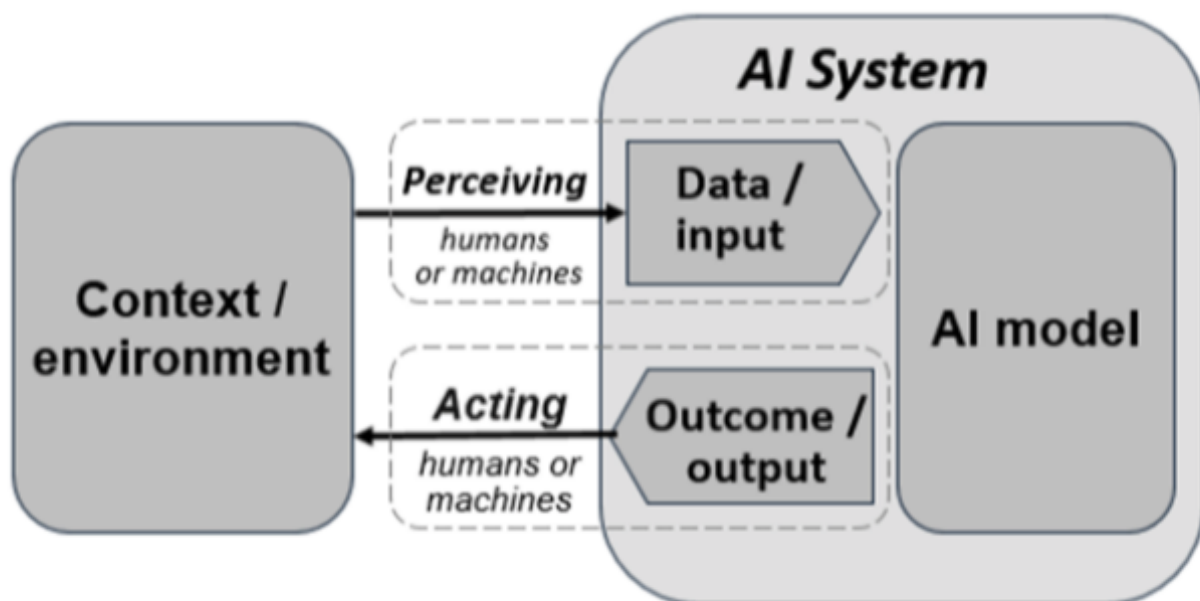 AI System
Context /
environment
Perceiving
humans
or machines
Data /
input
Acting
humans or
machines
Outcome /
output
AI model